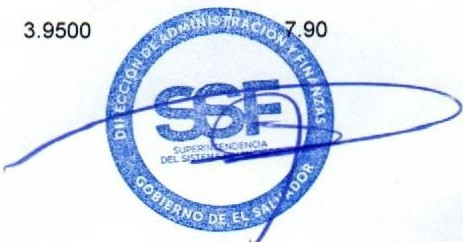 3.9500 7.90
DIRECCIÓN DE ADMINISTRACIÓN Y FINANZAS
SSF
SUPERINTENDENCIA
DEL SISTEMA
GOBIERNO DE EL SALVADOR